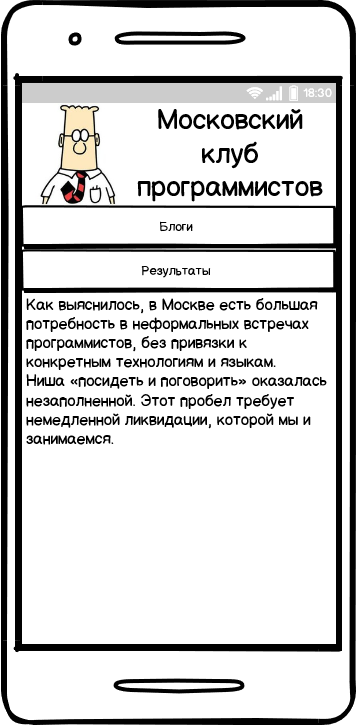 18:30
Московский
клуб
программистов
Блоги
Результаты
Как выяснилось, в Москве есть большая
потребность в неформальных встречах
программистов, без привязки к
конкретным технологиям и языкам.
Ниша «посидеть и поговорить» оказалась
незаполненной. Этот пробел требует
немедленной ликвидации, которой мы и
занимаемся.